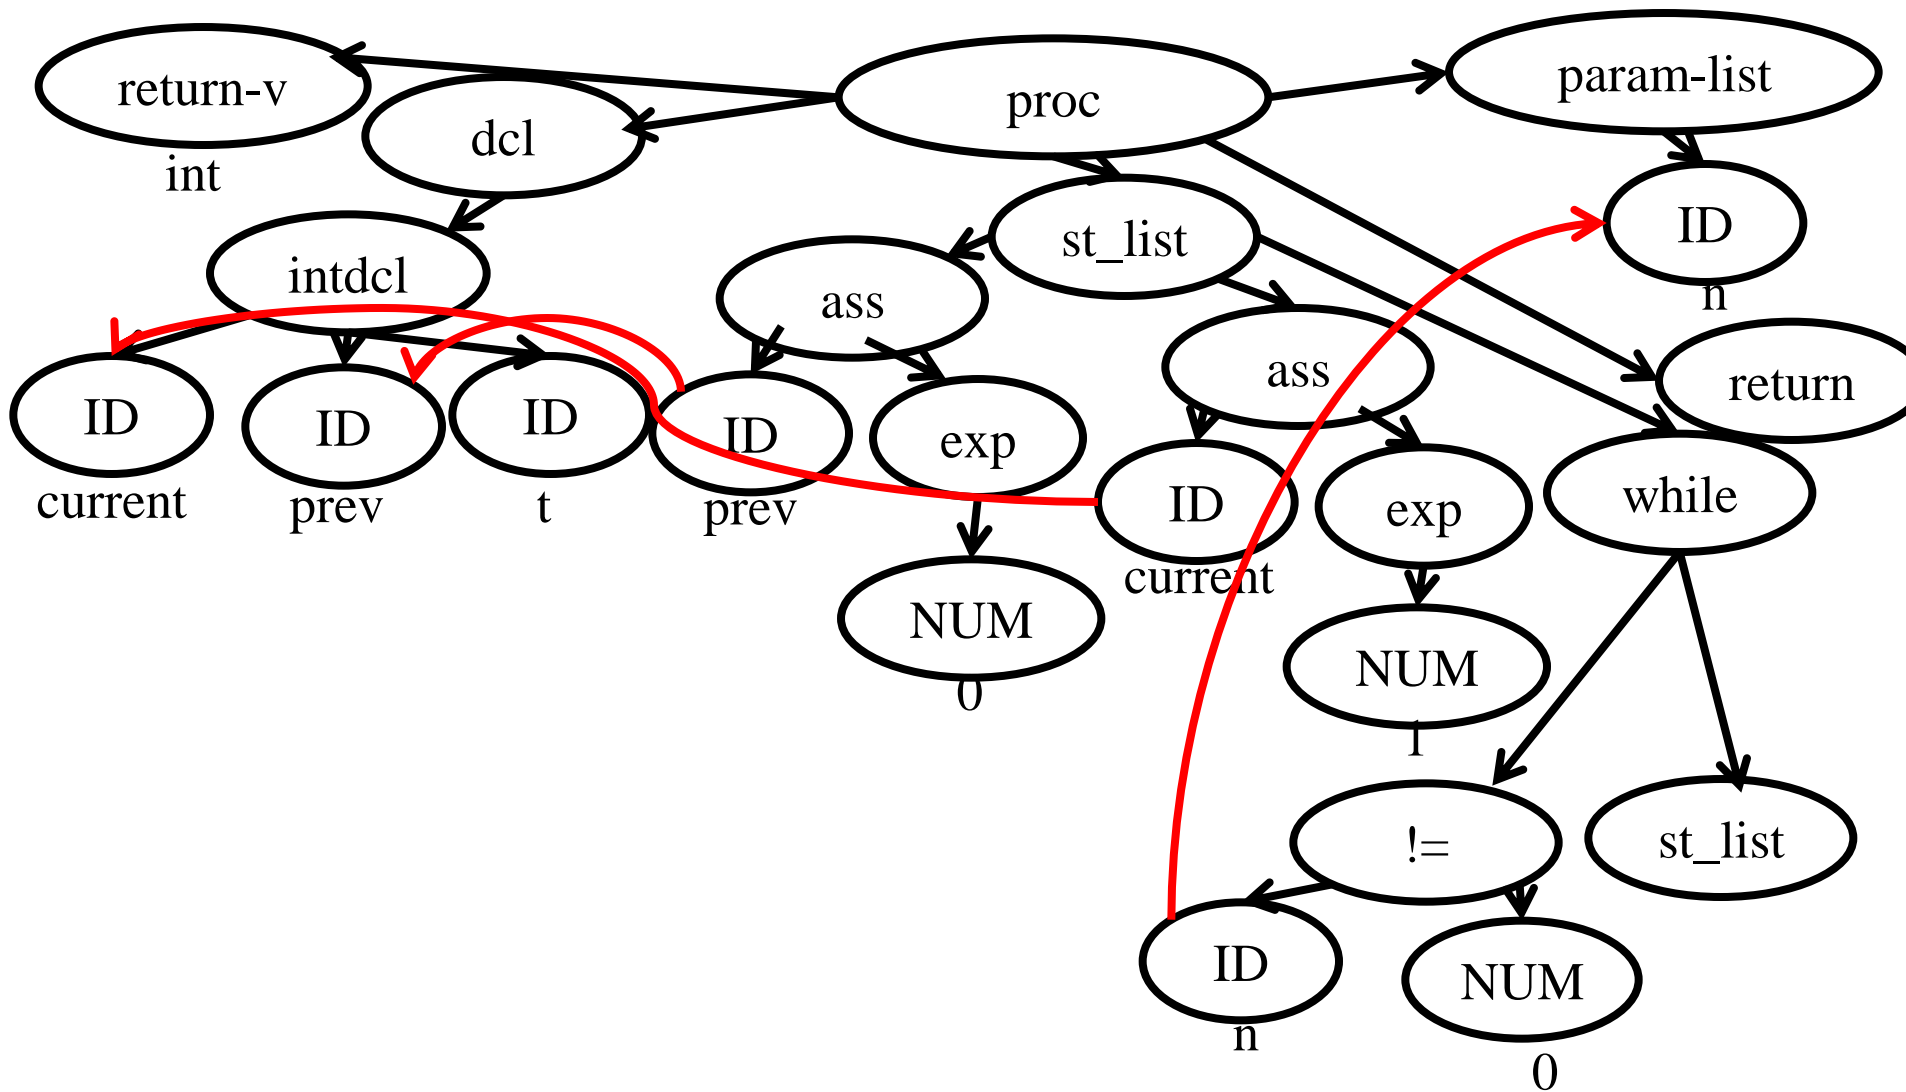 return-v
proc
param-list
dcl
int
ID
st_list
intdcl
ass
n
ass
return
ID
ID
ID
ID
exp
current
prev
t
prev
ID
exp
while
current
NUM
NUM
0
1
!=
st_list
ID
NUM
n
0